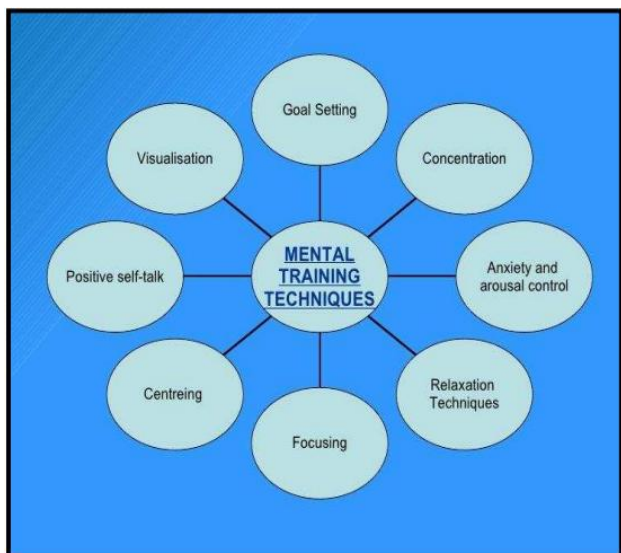 Goal Setting
Visualisation
Concentration
MENTAL
TRAINING
TECHNIQUES
Positive self-talk
Anxiety and
arousal control
Centreing
Relaxation
Techniques
Focusing